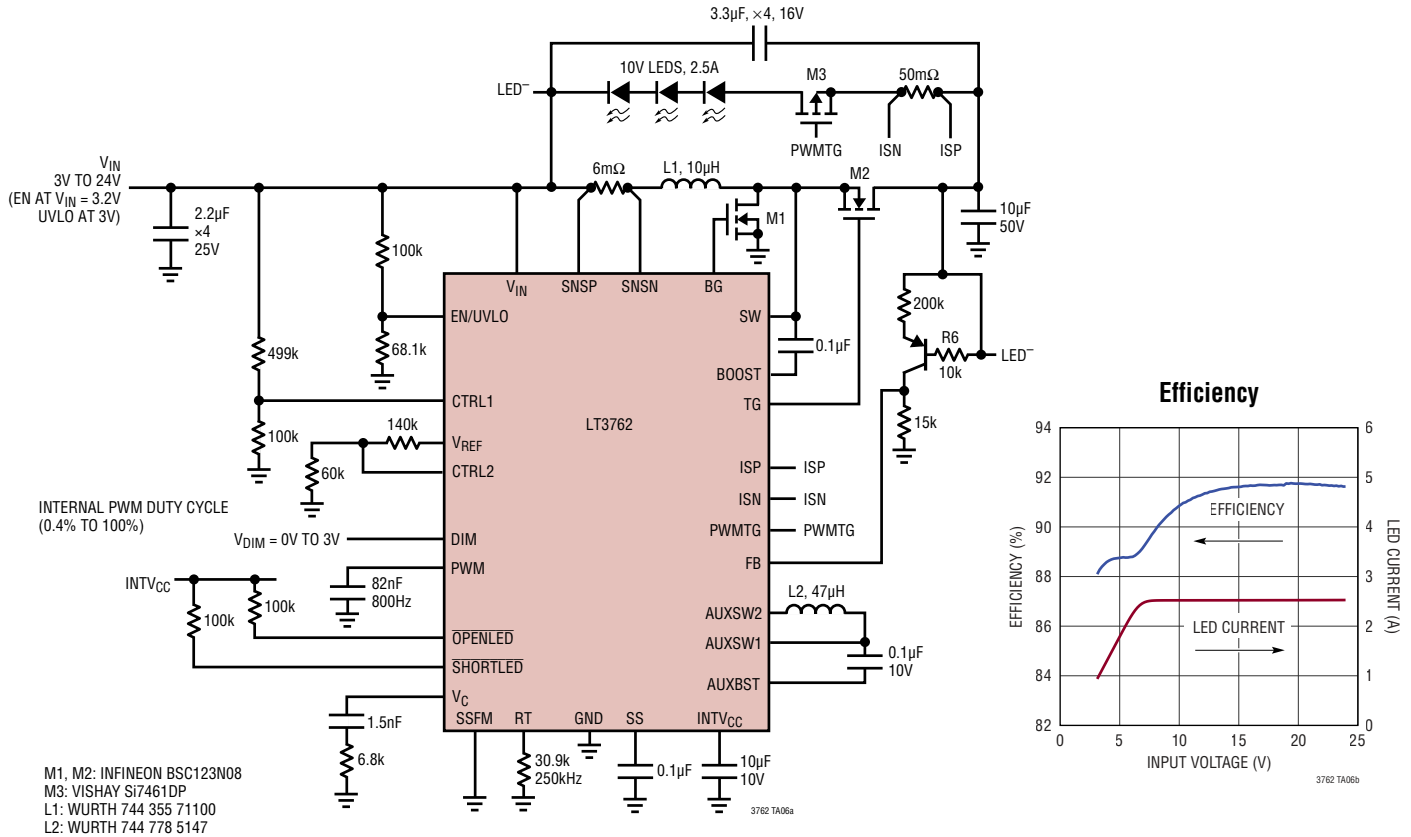 3.3µF, ×4, 16V
LED⁻
10V LEDS, 2.5A
M3
50mΩ
PWMTG
ISN
ISP
V_IN
3V TO 24V
(EN AT V_IN = 3.2V
UVLO AT 3V)
2.2µF
×4
25V
6mΩ
L1, 10µH
M1
M2
10µF
50V
100k
499k
68.1k
100k
V_IN
SNSP
SNSN
BG
EN/UVLO
SW
0.1µF
BOOST
TG
200k
R6
10k
LED⁻
15k
CTRL1
LT3762
140k
V_REF
CTRL2
60k
ISP
ISP
ISN
ISN
PWMTG
PWMTG
FB
INTERNAL PWM DUTY CYCLE
(0.4% TO 100%)
V_DIM = 0V TO 3V
DIM
PWM
82nF
800Hz
INTV_CC
100k
100k
OPENLED
SHORTLED
L2, 47µH
AUXSW2
AUXSW1
0.1µF
10V
AUXBST
V_C
1.5nF
6.8k
SSFM
RT
GND
SS
INTV_CC
30.9k
250kHz
0.1µF
10µF
10V
3762 TA06a
M1, M2: INFINEON BSC123N08
M3: VISHAY Si7461DP
L1: WURTH 744 355 71100
L2: WURTH 744 778 5147
Efficiency
94
92
90
88
86
84
82
EFFICIENCY (%)
6
5
4
3
2
1
0
LED CURRENT (A)
EFFICIENCY
LED CURRENT
0
5
10
15
20
25
INPUT VOLTAGE (V)
3762 TA06b